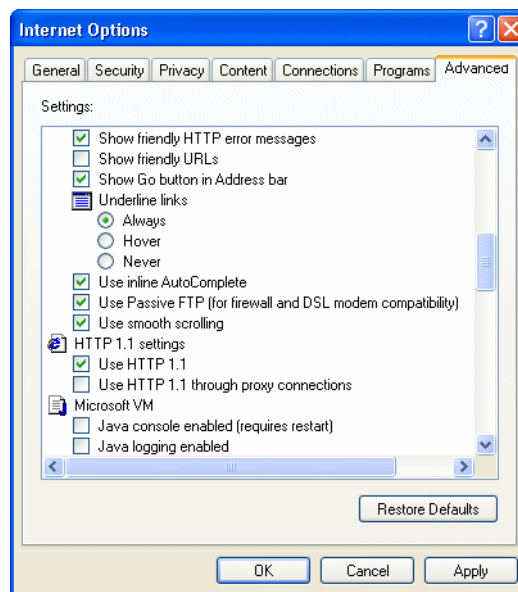 Internet Options
General Security Privacy Content Connections Programs Advanced
Settings:
Show friendly HTTP error messages
Show friendly URLs
Show Go button in Address bar
Underline links
Always
Hover
Never
Use inline AutoComplete
Use Passive FTP (for firewall and DSL modem compatibility)
Use smooth scrolling
HTTP 1.1 settings
Use HTTP 1.1
Use HTTP 1.1 through proxy connections
Microsoft VM
Java console enabled (requires restart)
Java logging enabled
Restore Defaults
OK Cancel Apply